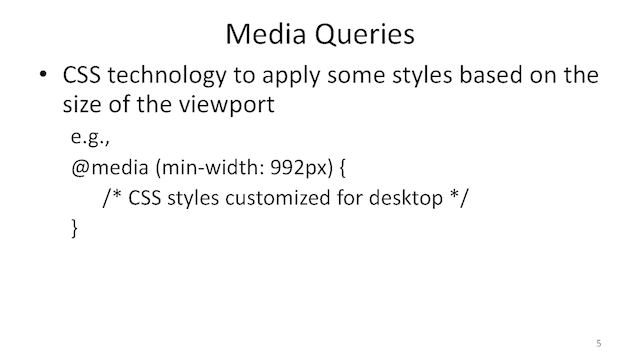 Media Queries
• CSS technology to apply some styles based on the
size of the viewport
e.g.,
@media (min-width: 992px) {
/* CSS styles customized for desktop */
}
5